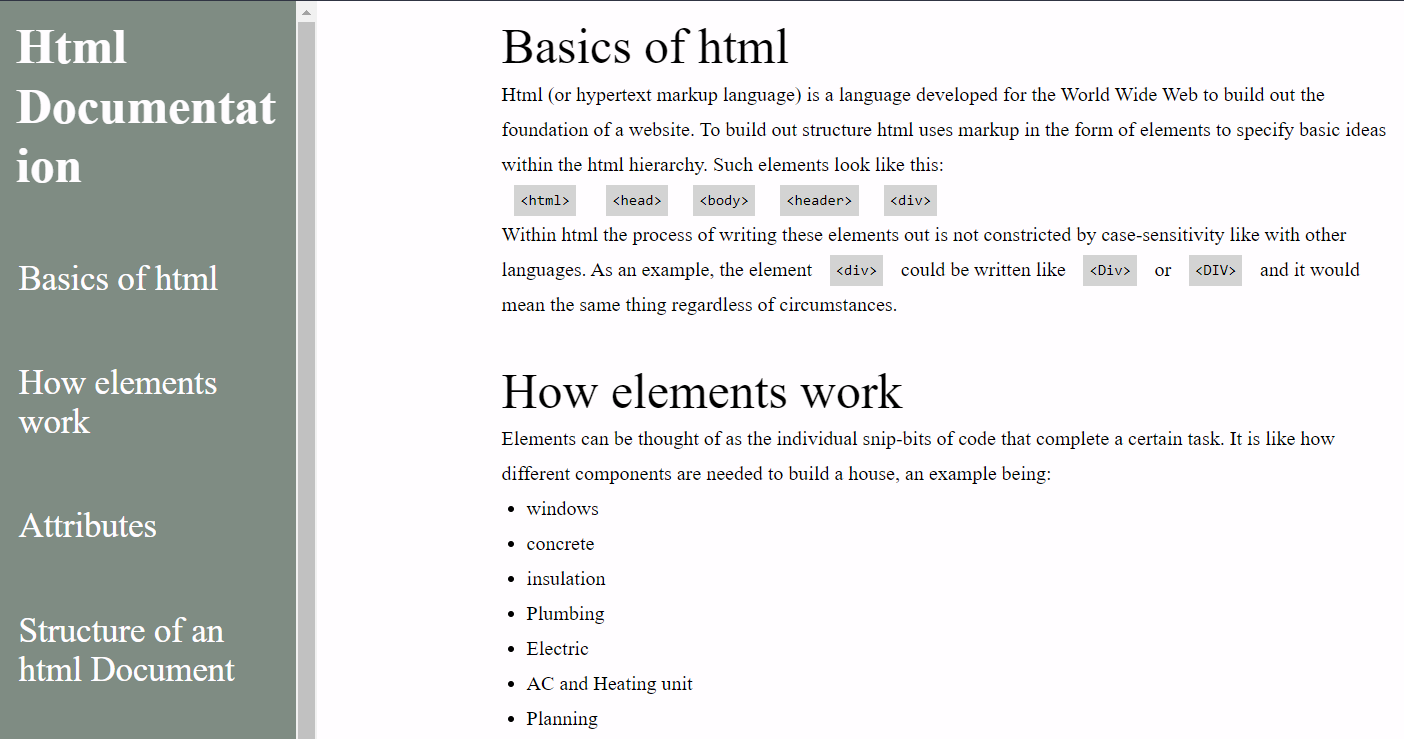 Html
Documentat
ion
Basics of html
How elements
work
Attributes
Structure of an
html Document
Basics of html
Html (or hypertext markup language) is a language developed for the World Wide Web to build out the
foundation of a website. To build out structure html uses markup in the form of elements to specify basic ideas
within the html hierarchy. Such elements look like this:
<html> <head> <body> <header> <div>
Within html the process of writing these elements out is not constricted by case-sensitivity like with other
languages. As an example, the element <div> could be written like <Div> or <DIV> and it would
mean the same thing regardless of circumstances.
How elements work
Elements can be thought of as the individual snip-bits of code that complete a certain task. It is like how
different components are needed to build a house, an example being:
• windows
• concrete
• insulation
• Plumbing
• Electric
• AC and Heating unit
• Planning